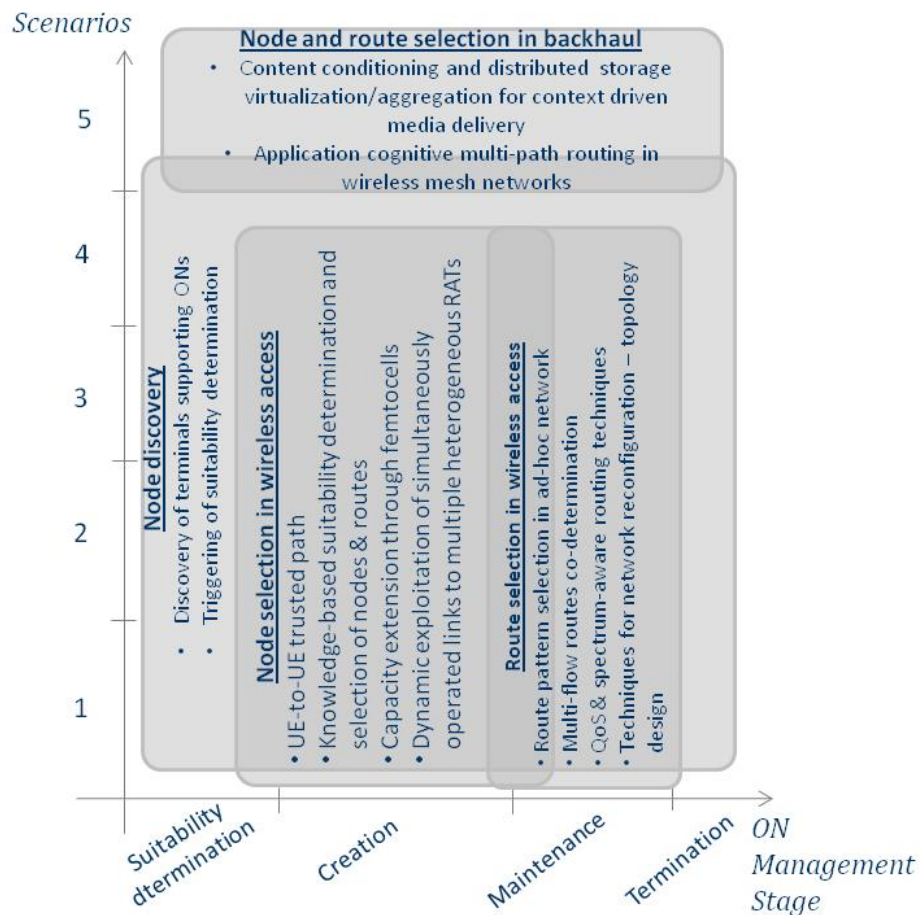 Scenarios
Node and route selection in backhaul
• Content conditioning and distributed storage
virtualization/aggregation for context driven
media delivery
• Application cognitive multi-path routing in
wireless mesh networks
5
4
3
2
1
Node discovery
• Discovery of terminals supporting ONs
• Triggering of suitability determination
Node selection in wireless access
• UE-to-UE trusted path
• Knowledge-based suitability determination and
selection of nodes & routes
• Capacity extension through femtocells
• Dynamic exploitation of simultaneously
operated links to multiple heterogeneous RATs
Route selection in wireless access
• Route pattern selection in ad-hoc network
• Multi-flow routes co-determination
• QoS & spectrum-aware routing techniques
• Techniques for network reconfiguration – topology
design
Suitability
dtermination
Creation
Maintenance
Termination
ON
Management
Stage